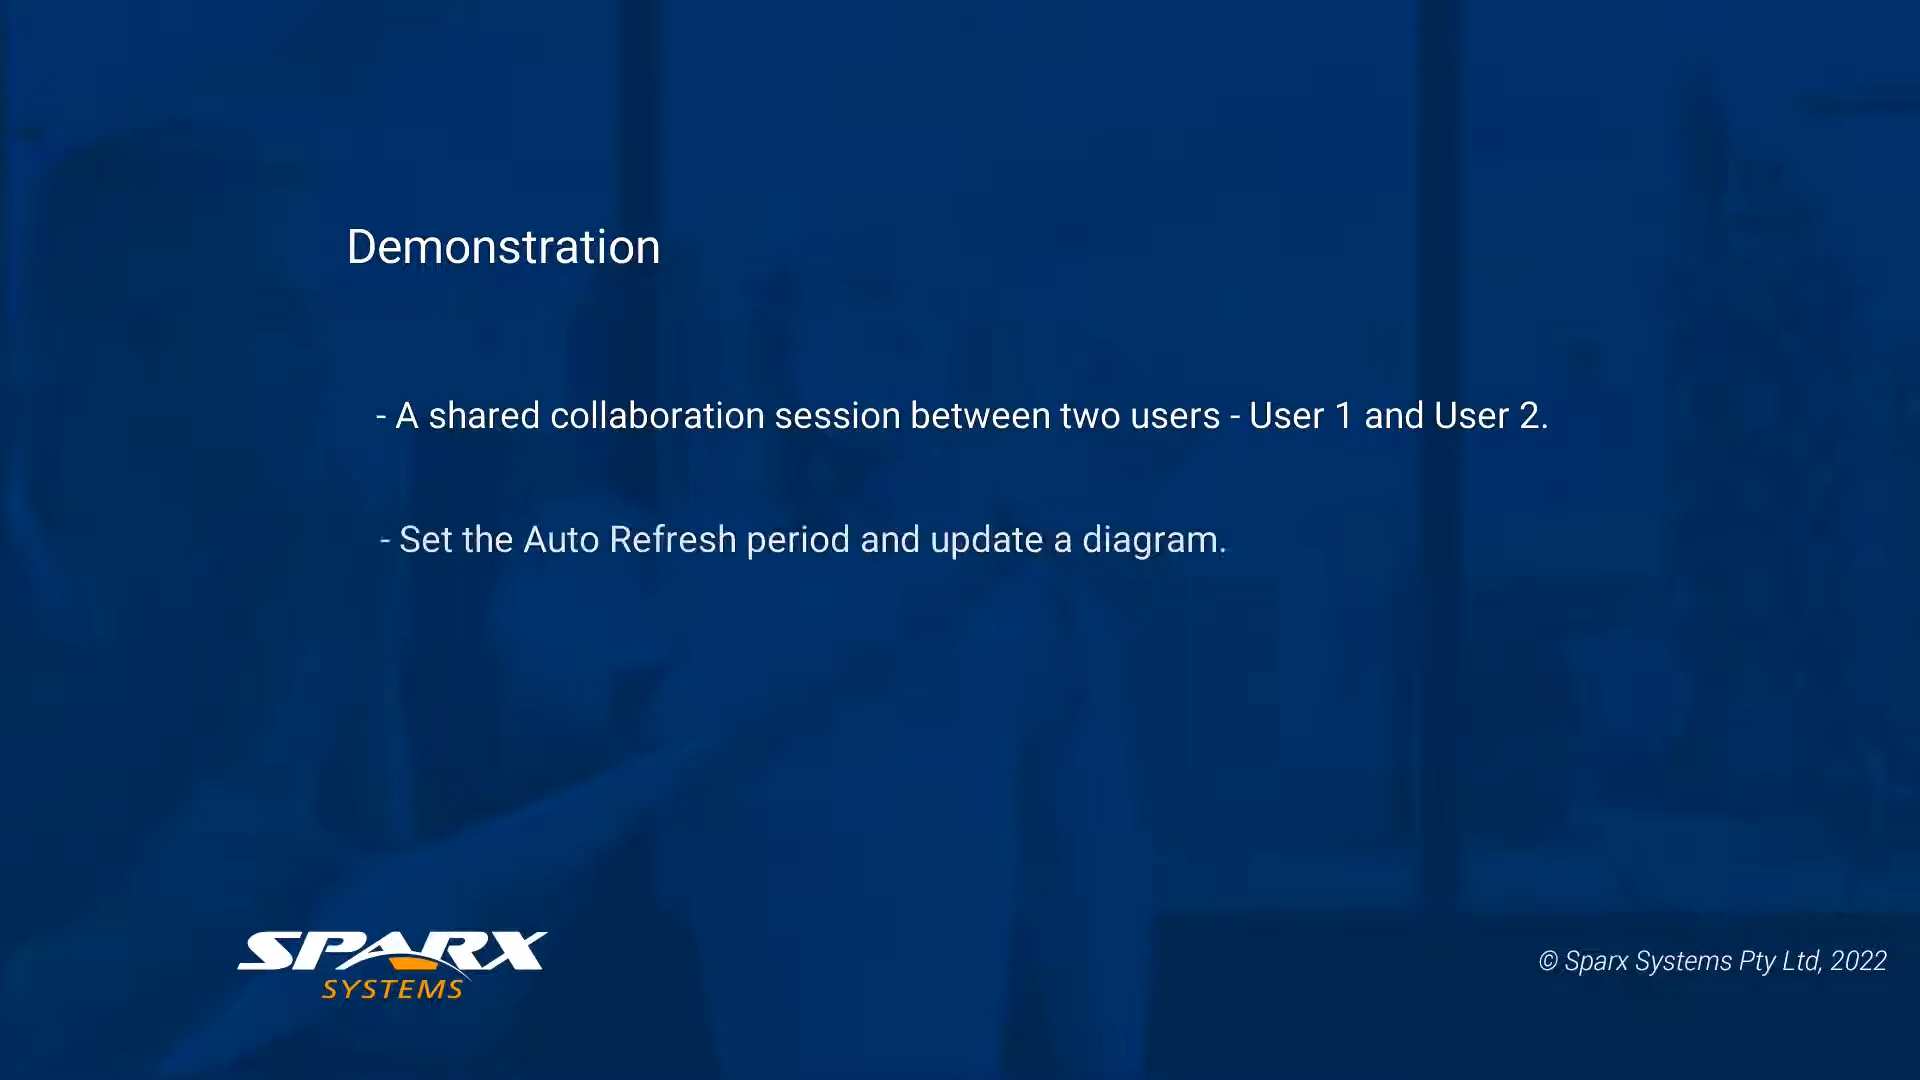 Demonstration
- A shared collaboration session between two users - User 1 and User 2.
- Set the Auto Refresh period and update a diagram.
SPARX
SYSTEMS
© Sparx Systems Pty Ltd, 2022